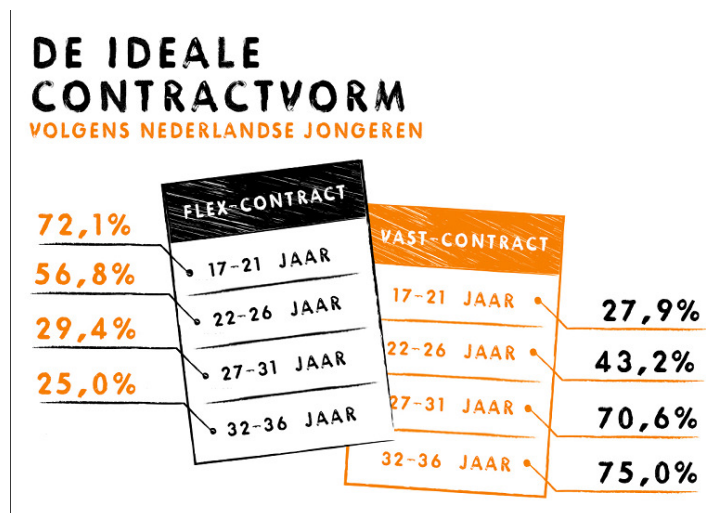 DE IDEALE
CONTRACTVORM
VOLGENS NEDERLANDSE JONGEREN
FLEX-CONTRACT
72,1%
17-21 JAAR
56,8%
22-26 JAAR
29,4%
27-31 JAAR
25,0%
32-36 JAAR
VAST-CONTRACT
17-21 JAAR
27,9%
22-26 JAAR
43,2%
27-31 JAAR
70,6%
32-36 JAAR
75,0%